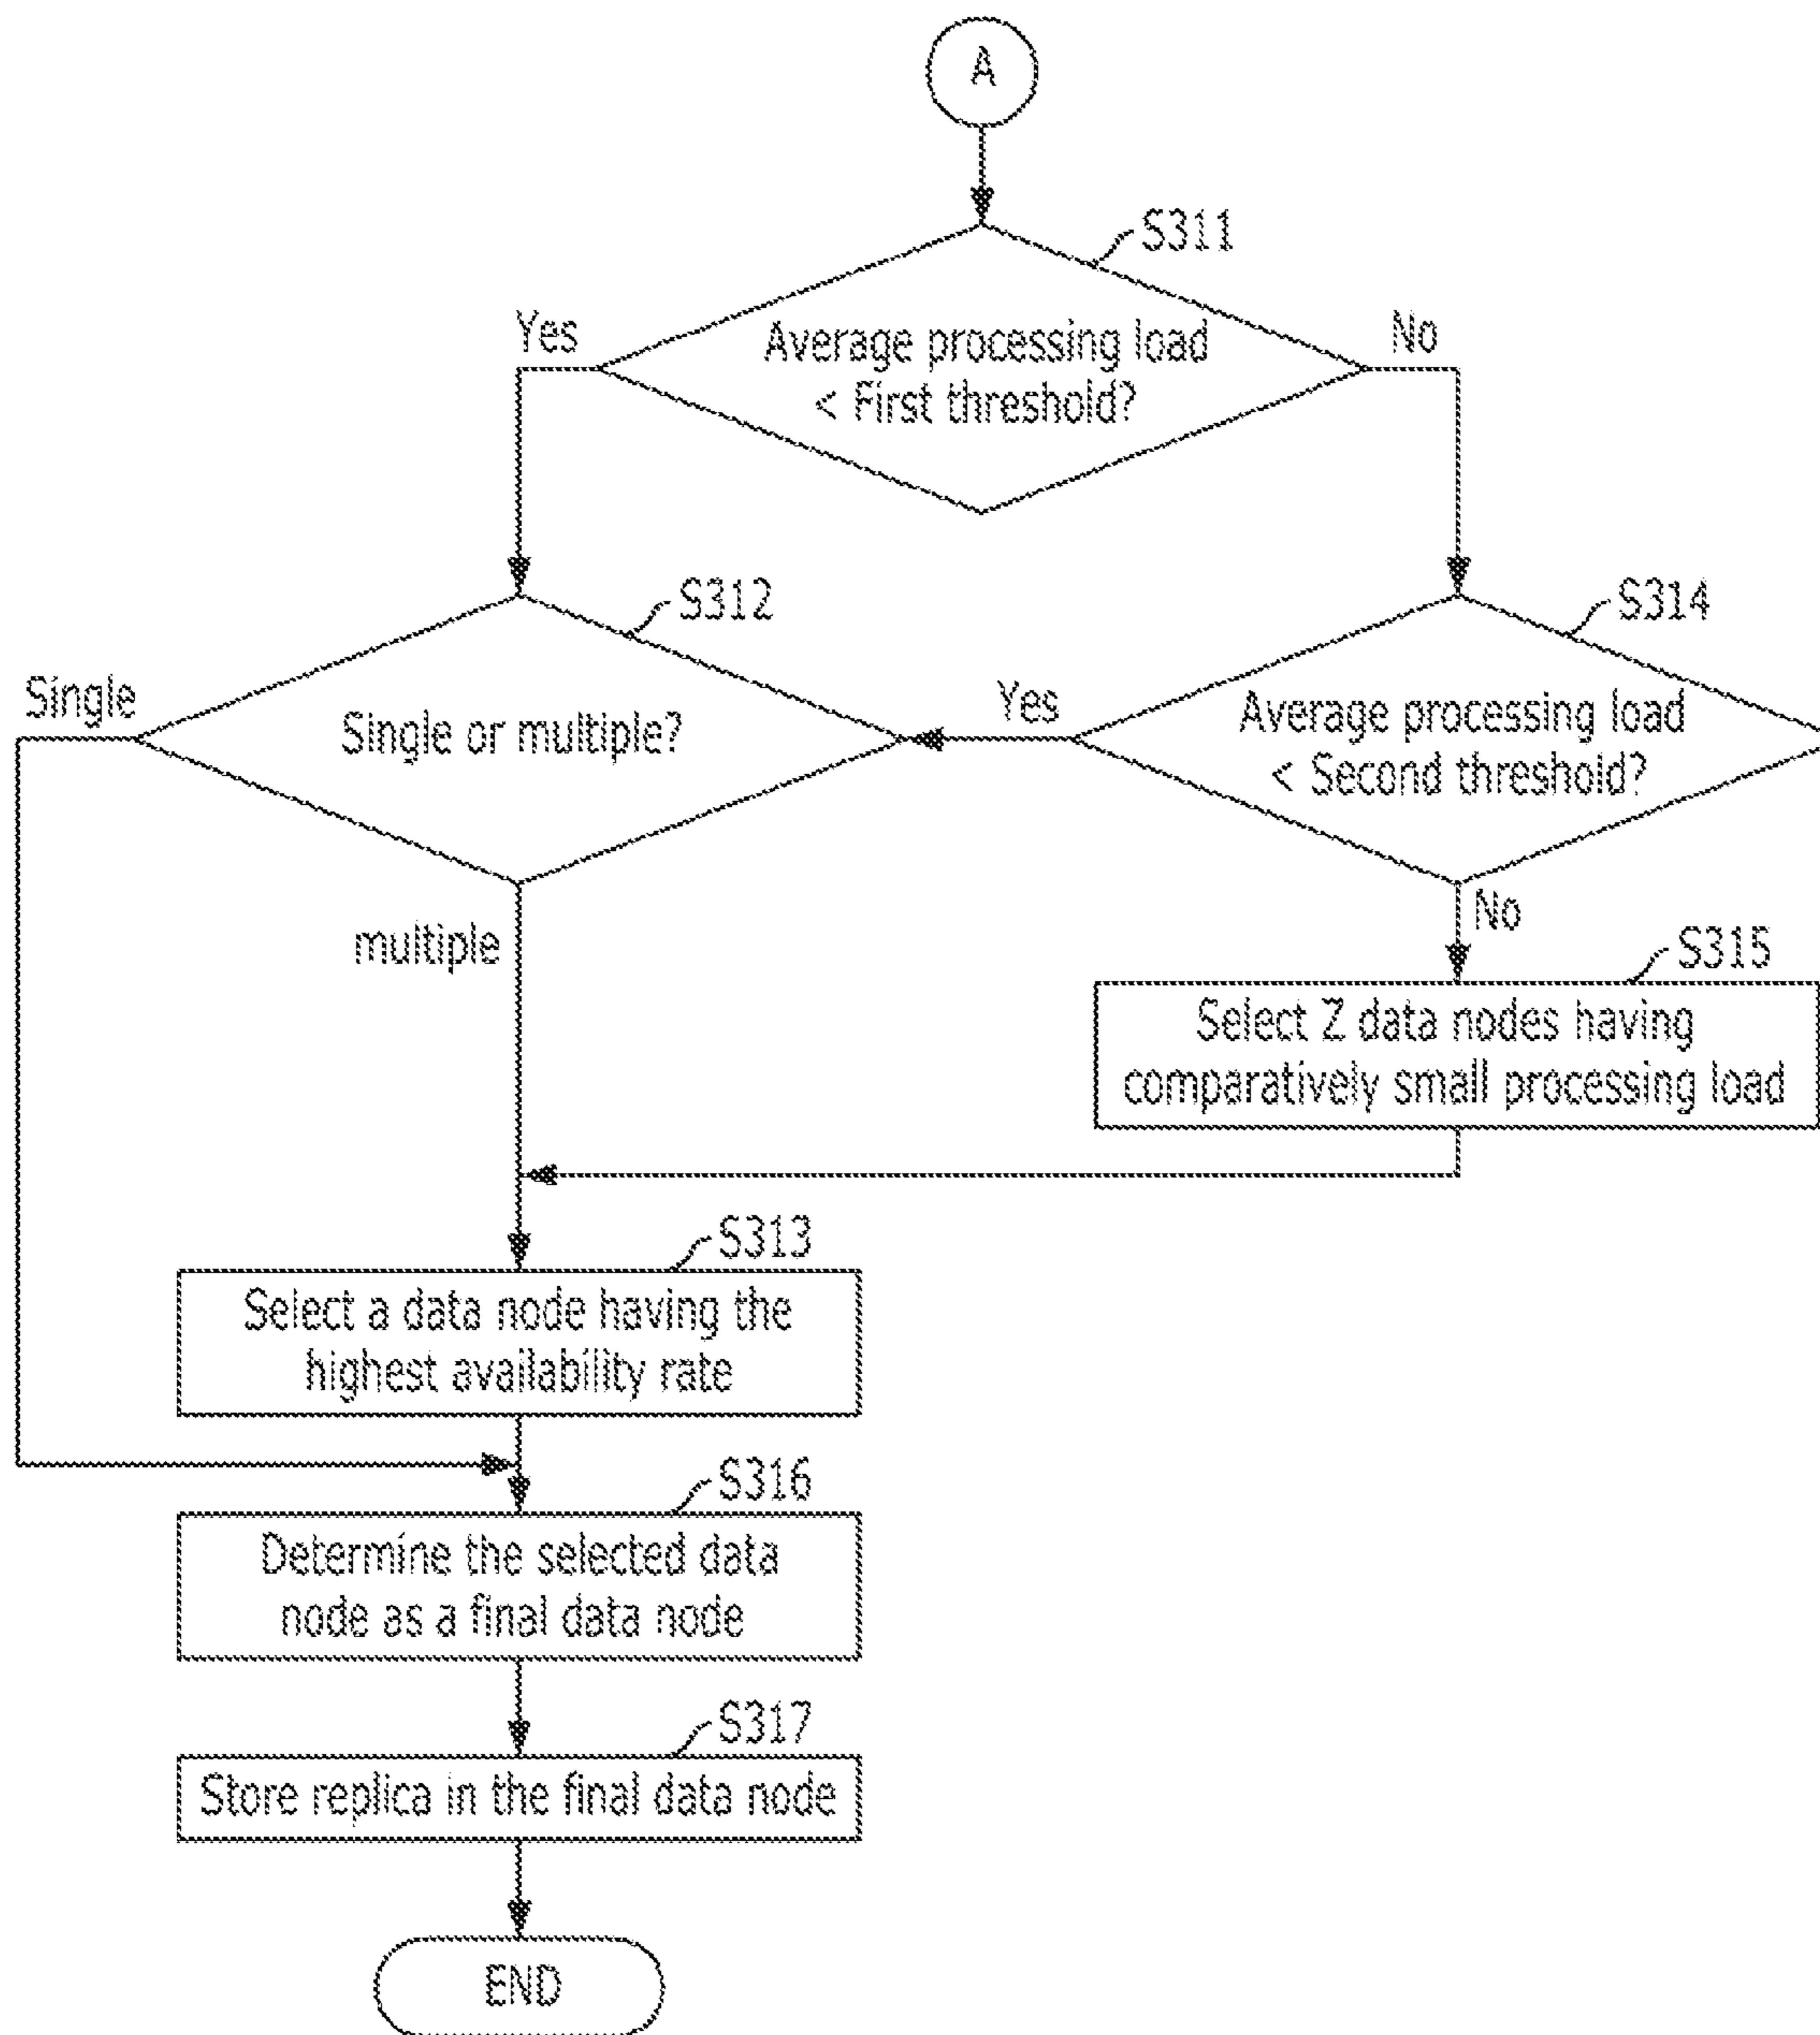 A
S311
Yes
Average processing load
< First threshold?
No
S312
S314
Single
Single or multiple?
Yes
Average processing load
< Second threshold?
multiple
No
S315
Select Z data nodes having
comparatively small processing load
S313
Select a data node having the
highest availability rate
S316
Determine the selected data
node as a final data node
S317
Store replica in the final data node
END